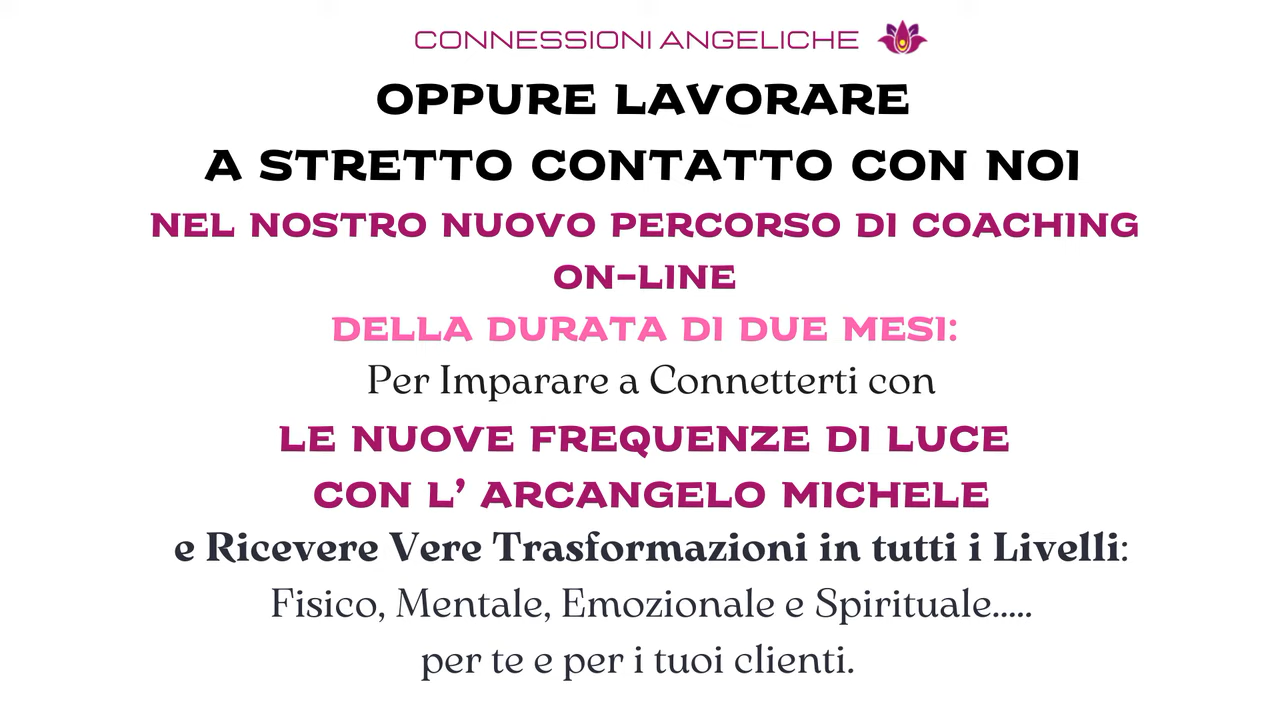 CONNESSIONI ANGELICHE
OPPURE LAVORARE
A STRETTO CONTATTO CON NOI
NEL NOSTRO NUOVO PERCORSO DI COACHING
ON-LINE
DELLA DURATA DI DUE MESI:
Per Imparare a Connetterti con
LE NUOVE FREQUENZE DI LUCE
CON L' ARCANGELO MICHELE
e Ricevere Vere Trasformazioni in tutti i Livelli:
Fisico, Mentale, Emozionale e Spirituale.....
per te e per i tuoi clienti.